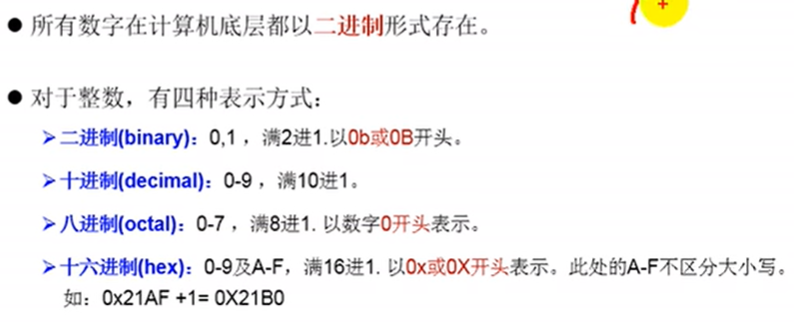 ● 所有数字在计算机底层都以二进制形式存在。
● 对于整数，有四种表示方式：
➢二进制(binary)：0,1 ，满2进1.以0b或0B开头。
➢十进制(decimal)：0-9 ，满10进1。
➢八进制(octal)：0-7 ，满8进1. 以数字0开头表示。
➢十六进制(hex)：0-9及A-F，满16进1. 以0x或0X开头表示。此处的A-F不区分大小写。
如：0x21AF +1= 0X21B0